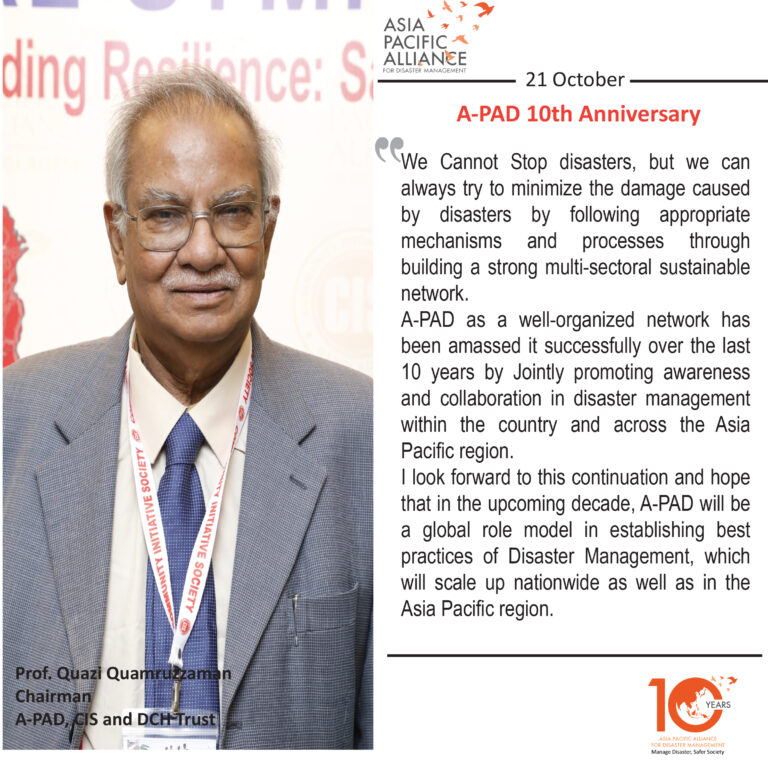 ding Resilience: Sa
COMMUNITY INITIATIVE SOCIETY
INITIATIVE SOCIETY
CIS
Prof. Quazi Quamruzzaman
Chairman
A-PAD, CIS and DCH Trust
ASIA
PACIFIC
ALLIANCE
FOR DISASTER MANAGEMENT
21 October
A-PAD 10th Anniversary
“We Cannot Stop disasters, but we can
always try to minimize the damage caused
by disasters by following appropriate
mechanisms and processes through
building a strong multi-sectoral sustainable
network.
A-PAD as a well-organized network has
been amassed it successfully over the last
10 years by Jointly promoting awareness
and collaboration in disaster management
within the country and across the Asia
Pacific region.
I look forward to this continuation and hope
that in the upcoming decade, A-PAD will be
a global role model in establishing best
practices of Disaster Management, which
will scale up nationwide as well as in the
Asia Pacific region.
10 YEARS
ASIA PACIFIC ALLIANCE
FOR DISASTER MANAGEMENT
Manage Disaster, Safer Society